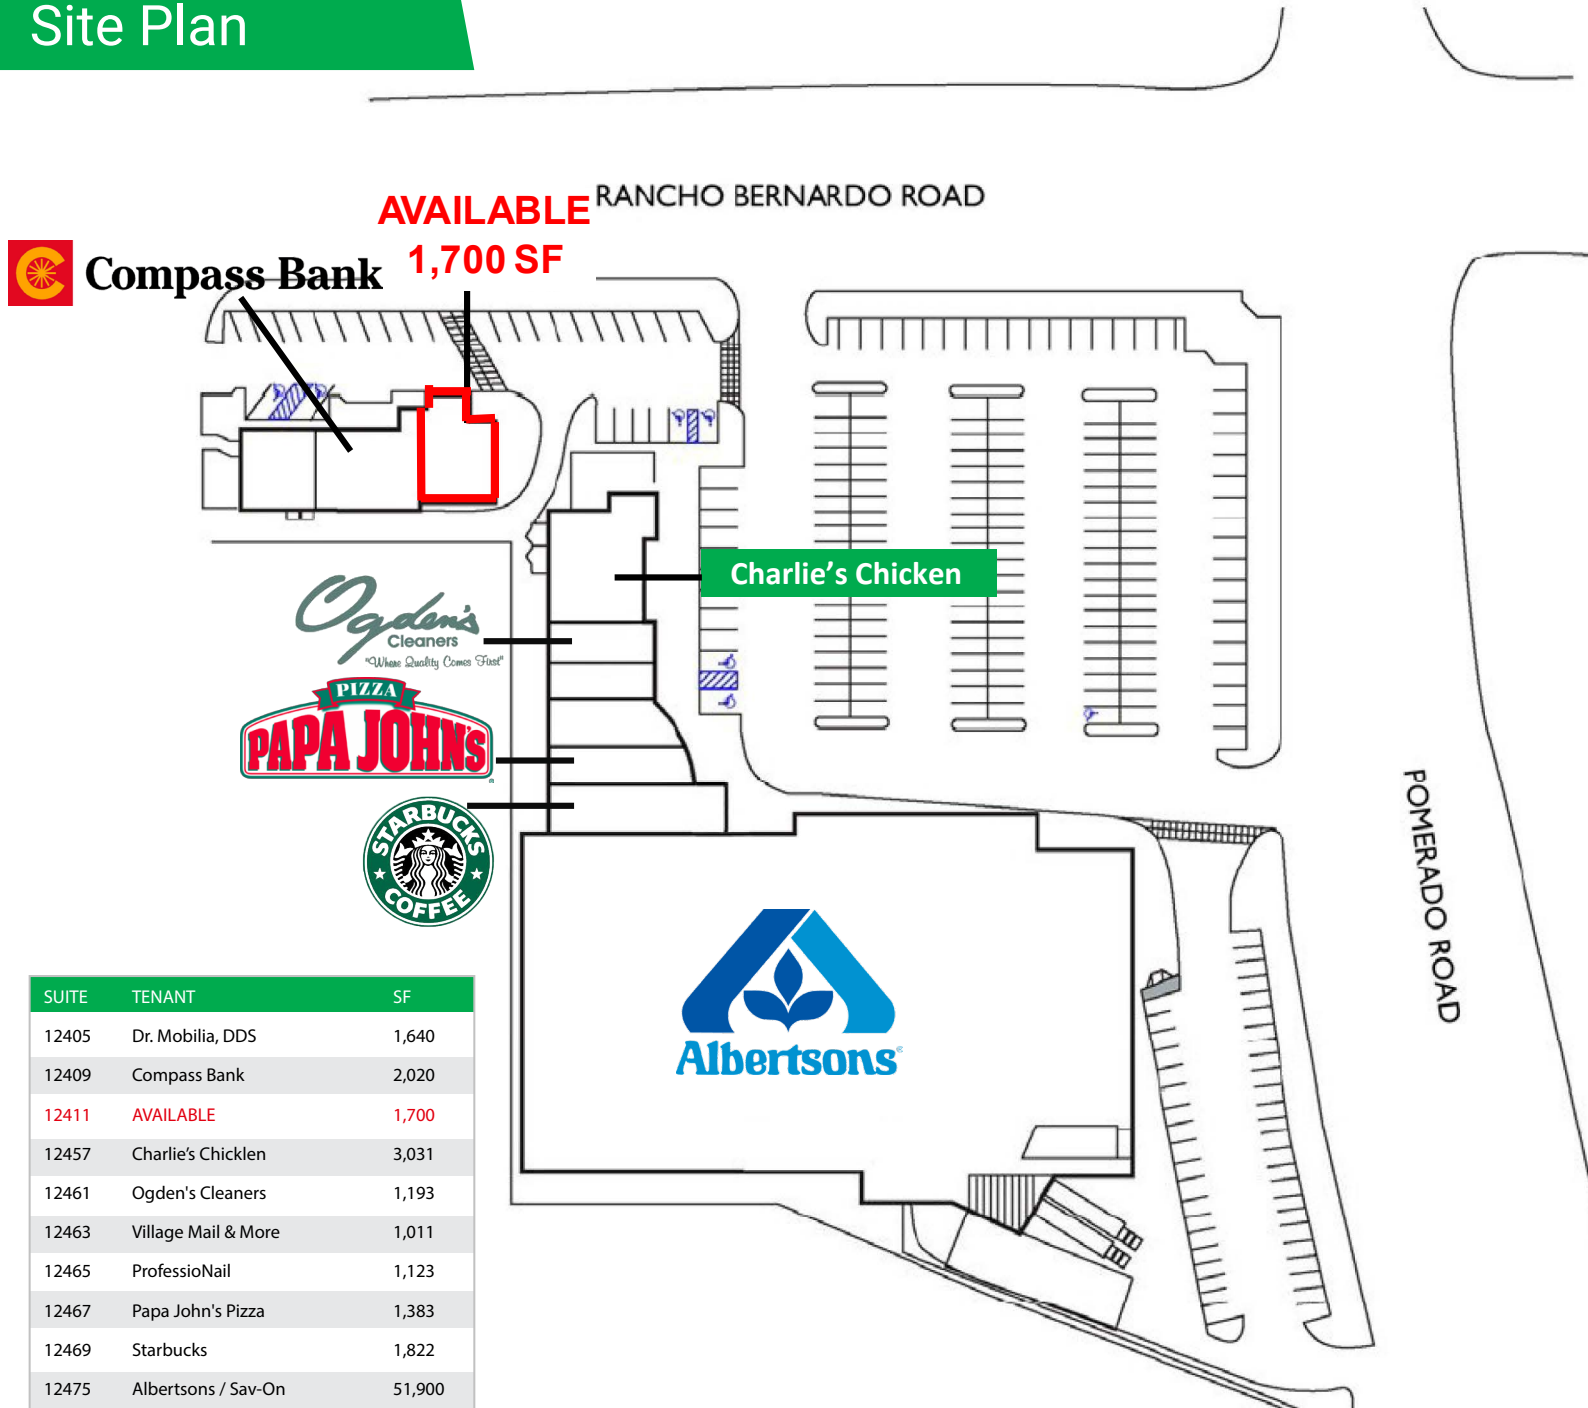 Site Plan
RANCHO BERNARDO ROAD
AVAILABLE
1,700 SF
Compass Bank
Charlie's Chicken
Ogden's
Cleaners
"Where Quality Comes First"
PIZZA
PAPA JOHN'S
STARBUCKS
COFFEE
POMERADO ROAD
Albertsons®
SUITE TENANT SF
12405 Dr. Mobilia, DDS 1,640
12409 Compass Bank 2,020
12411 AVAILABLE 1,700
12457 Charlie's Chicklen 3,031
12461 Ogden's Cleaners 1,193
12463 Village Mail & More 1,011
12465 ProfessioNail 1,123
12467 Papa John's Pizza 1,383
12469 Starbucks 1,822
12475 Albertsons / Sav-On 51,900